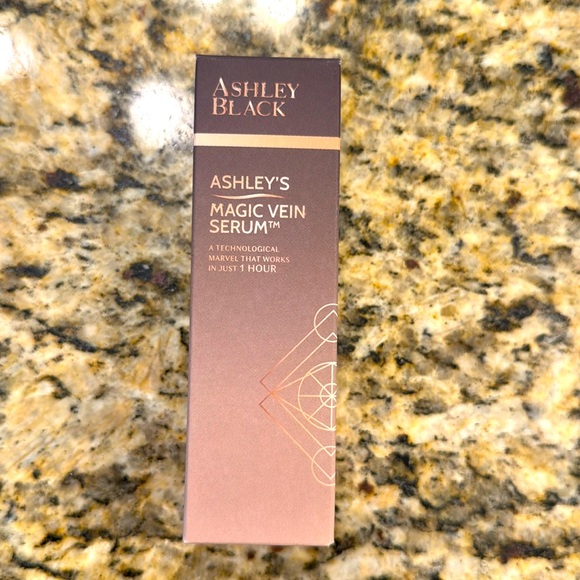 ASHLEY
BLACK
ASHLEY'S
MAGIC VEIN
SERUM™
A TECHNOLOGICAL
MARVEL THAT WORKS
IN JUST 1 HOUR